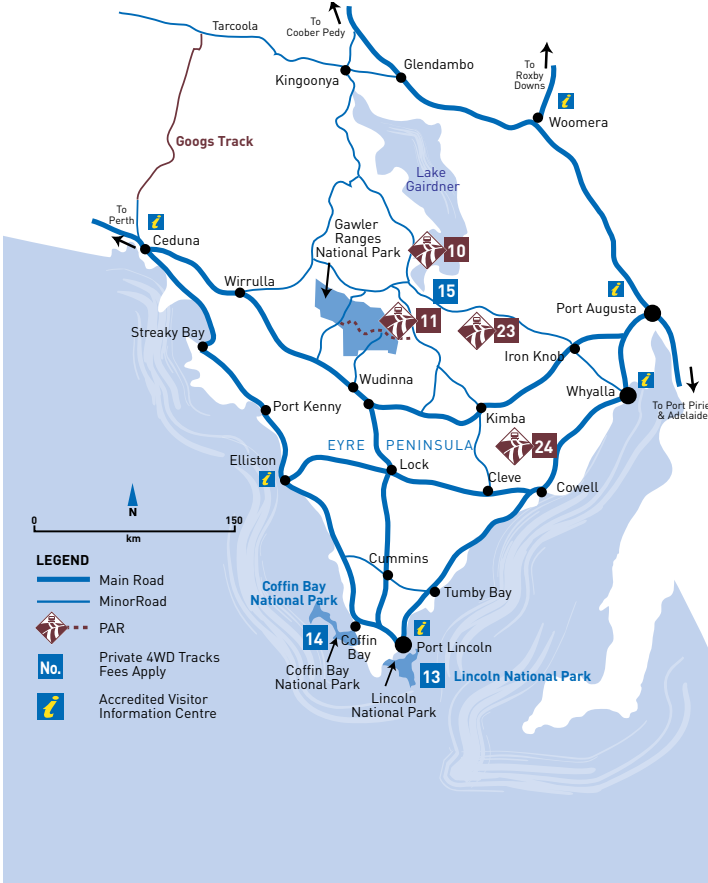 To
Coober Pedy
Tarcoola
Glendambo
Kingoonya
To
Roxby
Downs
Woomera
Googs Track
Lake
Gairdner
To
Perth
Ceduna
Gawler
Ranges
National Park
10
Wirrulla
15
Port Augusta
11
23
Streaky Bay
Iron Knob
Wudinna
Whyalla
To Port Pirie
& Adelaide
Port Kenny
Kimba
EYRE PENINSULA
24
Elliston
Lock
Cleve
Cowell
N
0
150
km
LEGEND
Main Road
MinorRoad
PAR
No.
Private 4WD Tracks
Fees Apply
Accredited Visitor
Information Centre
Cummins
Coffin Bay
National Park
Tumby Bay
14
Coffin
Bay
Port Lincoln
Coffin Bay
National Park
13
Lincoln National Park
Lincoln
National Park
i
i
i
i
i
i
i